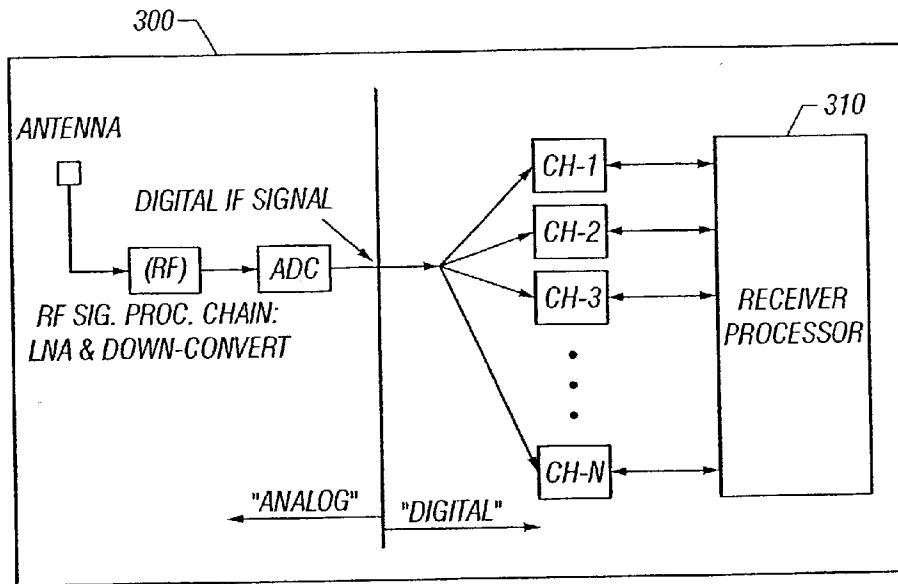 300
310
ANTENNA
DIGITAL IF SIGNAL
(RF)
ADC
RF SIG. PROC. CHAIN:
LNA & DOWN-CONVERT
CH-1
CH-2
CH-3
CH-N
RECEIVER
PROCESSOR
"ANALOG"
"DIGITAL"